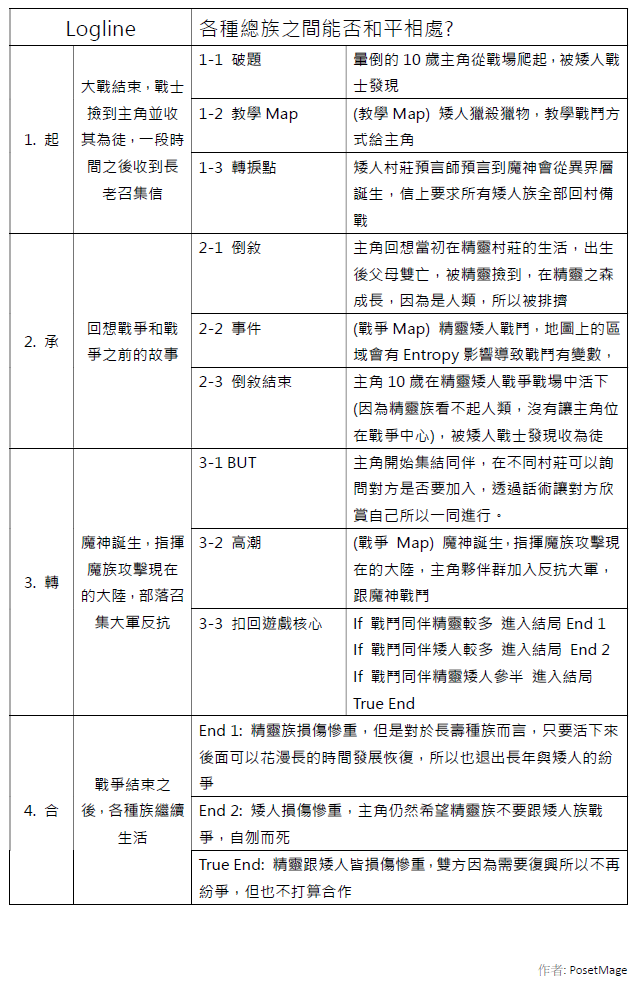 Logline
各種總族之間能否和平相處?
1. 起
大戰結束，戰士
撿到主角並收
其為徒，一段時
間之後收到長
老召集信
1-1 破題
暈倒的 10 歲主角從戰場爬起，被矮人戰
士發現
1-2 教學 Map
(教學 Map) 矮人獵殺獵物，教學戰鬥方
式給主角
1-3 轉捩點
矮人村莊預言師預言到魔神會從異界層
誕生，信上要求所有矮人族全部回村備
戰
2. 承
回想戰爭和戰
爭之前的故事
2-1 倒敘
主角回想當初在精靈村莊的生活，出生
後父母雙亡，被精靈撿到，在精靈之森
成長，因為是人類，所以被排擠
2-2 事件
(戰爭 Map) 精靈矮人戰鬥，地圖上的區
域會有 Entropy 影響導致戰鬥有變數，
2-3 倒敘結束
主角 10 歲在精靈矮人戰爭戰場中活下
(因為精靈族看不起人類，沒有讓主角位
在戰爭中心)，被矮人戰士發現收為徒
3. 轉
魔神誕生，指揮
魔族攻擊現在
的大陸，部落召
集大軍反抗
3-1 BUT
主角開始集結同伴，在不同村莊可以詢
問對方是否要加入，透過話術讓對方欣
賞自己所以一同進行。
3-2 高潮
(戰爭 Map) 魔神誕生，指揮魔族攻擊現
在的大陸，主角夥伴群加入反抗大軍，
跟魔神戰鬥
3-3 扣回遊戲核心
If 戰鬥同伴精靈較多 進入結局 End 1
If 戰鬥同伴矮人較多 進入結局 End 2
If 戰鬥同伴精靈矮人參半 進入結局
True End
4. 合
戰爭結束之
後，各種族繼續
生活
End 1: 精靈族損傷慘重，但是對於長壽種族而言，只要活下來
後面可以花漫長的時間發展恢復，所以也退出長年與矮人的紛
爭
End 2: 矮人損傷慘重，主角仍然希望精靈族不要跟矮人族戰
爭，自刎而死
True End: 精靈跟矮人皆損傷慘重，雙方因為需要復興所以不再
紛爭，但也不打算合作
作者: PosetMage